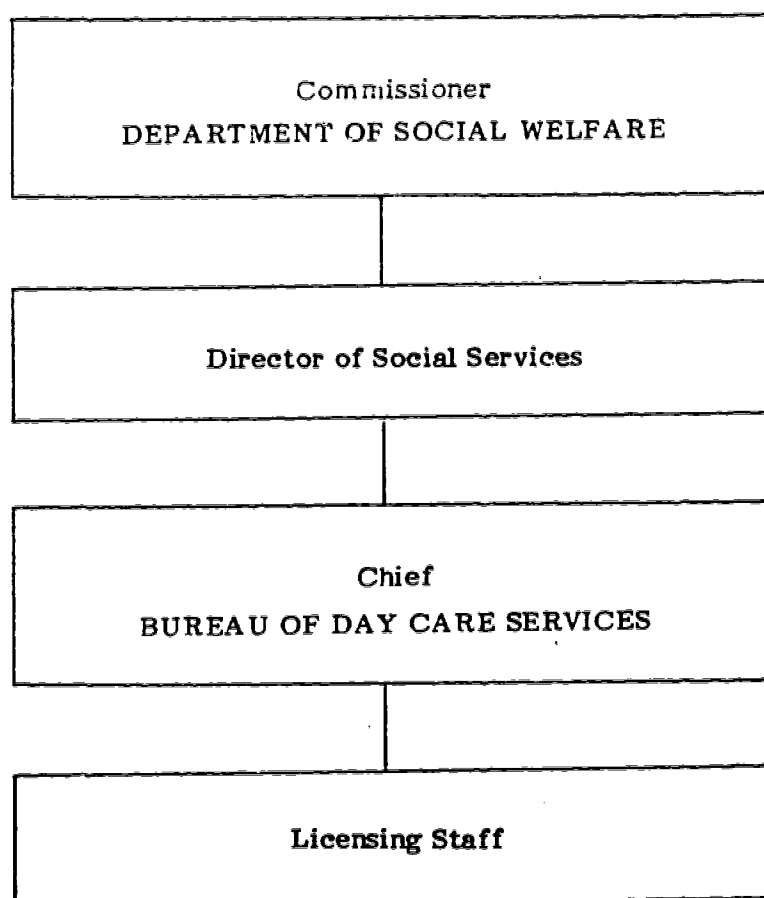 Commissioner
DEPARTMENT OF SOCIAL WELFARE
Director of Social Services
Chief
BUREAU OF DAY CARE SERVICES
Licensing Staff